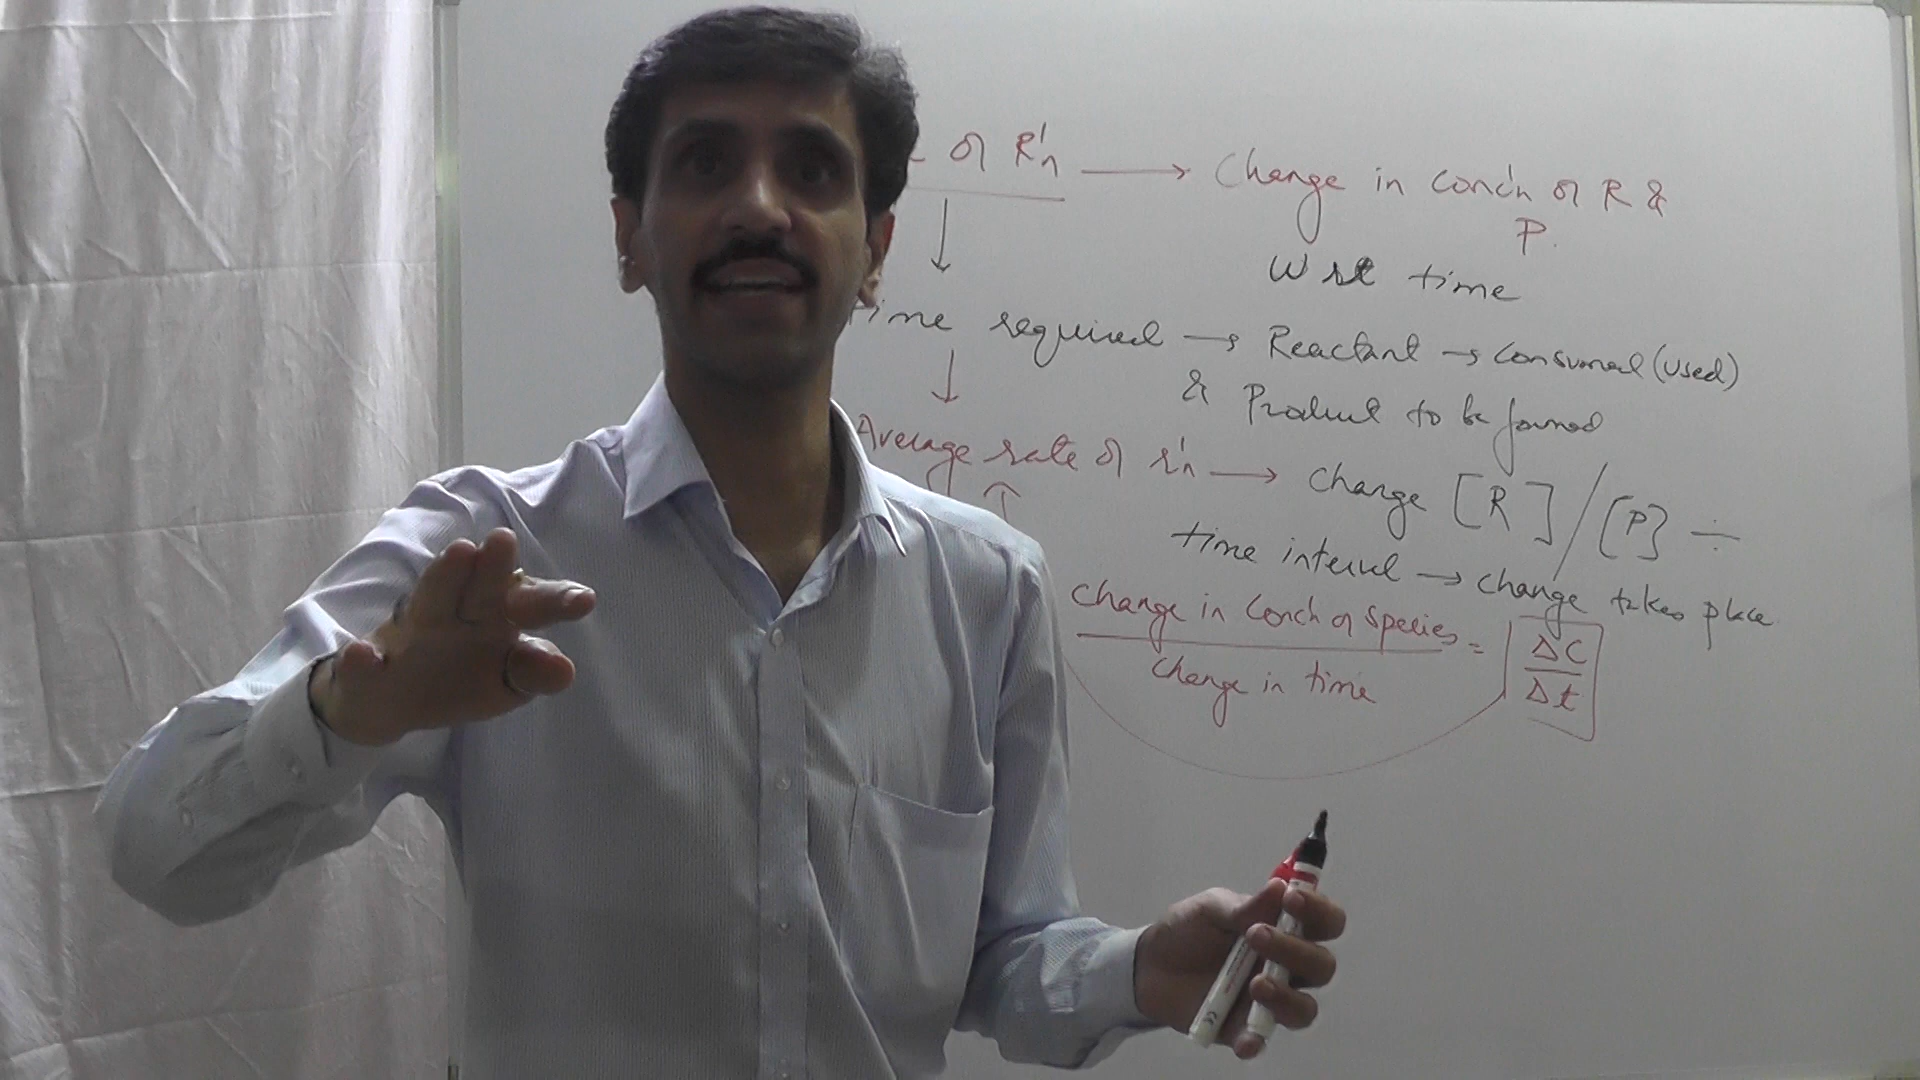 of R'n → Change in Conc'n of R &
P.
Wrt time
Time required → Reactant → Consumed (Used)
& Product to be formed
Average rate of r'n → Change [R] / [P] ÷
time interval → change takes place
Change in Conc'n of Species / Change in time = ΔC / Δt